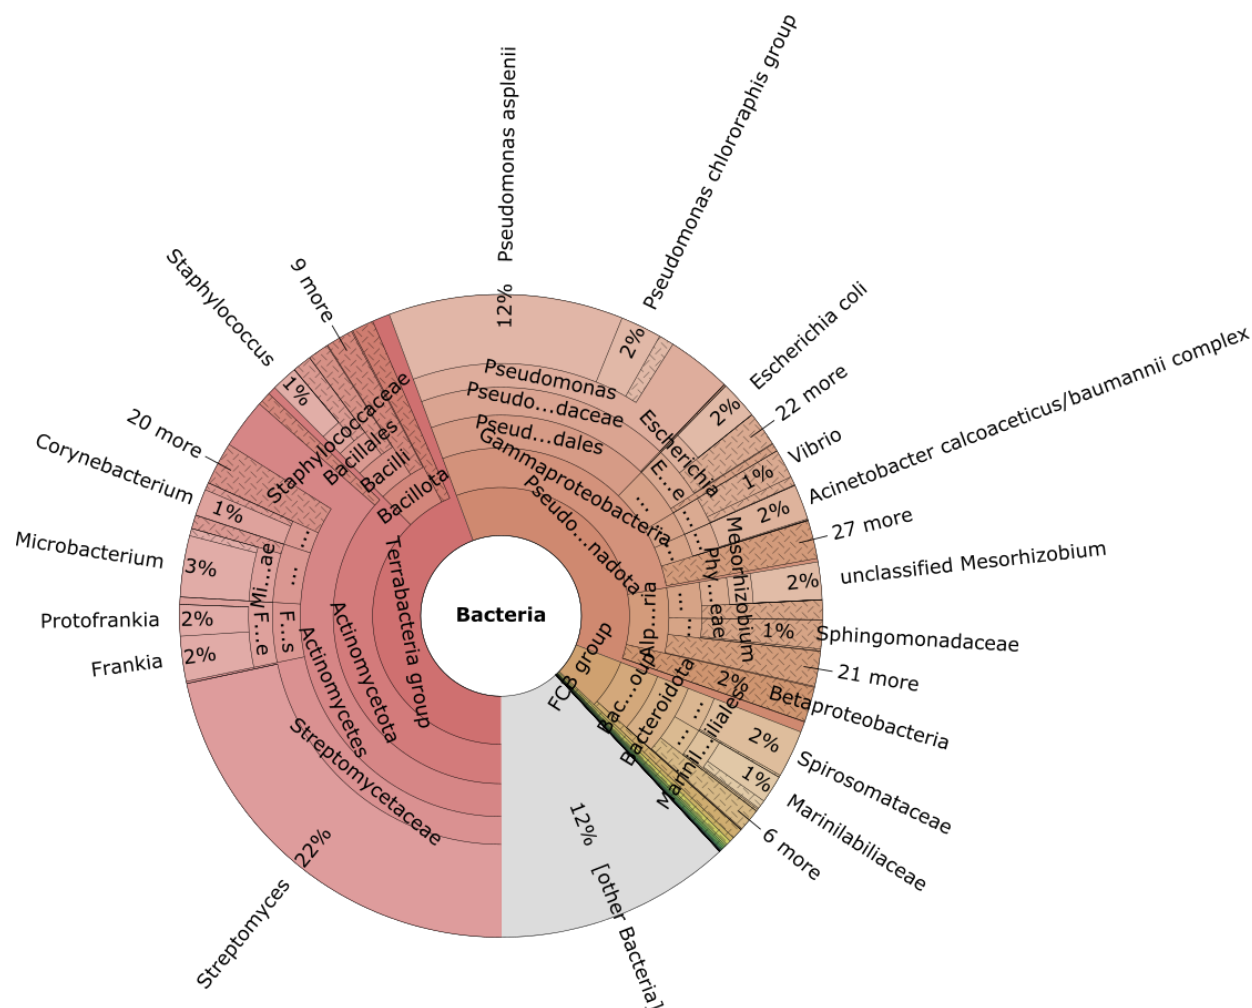 Bacteria
Pseudomonas asplenii
12%
Pseudomonas chlororaphis group
2%
Pseudomonas
Pseudo...daceae
Pseud...dales
Gammaproteobacteria
Pseudo...nadota
Escherichia coli
2%
Escherichia
E...e
...
...
...
22 more
Vibrio
1%
Acinetobacter calcoaceticus/baumannii complex
2%
27 more
unclassified Mesorhizobium
2%
Mesorhizobium
Phy...eae
...
...
Alp...ria
Sphingomonadaceae
1%
21 more
Betaproteobacteria
2%
Spirosomataceae
2%
...
...
Marinilabiliaceae
1%
Marinil...iliales
Bacteroidota
Bac...oup
FCB group
6 more
12%
[other Bacteria]
Streptomyces
22%
Streptomycetaceae
Actinomycetes
Actinomycetota
Terrabacteria group
Frankia
2%
Protofrankia
2%
F...e
F...s
Microbacterium
3%
Mi...ae
...
...
Corynebacterium
1%
20 more
Staphylococcus
1%
Staphylococcaceae
Bacillales
Bacilli
Bacillota
9 more